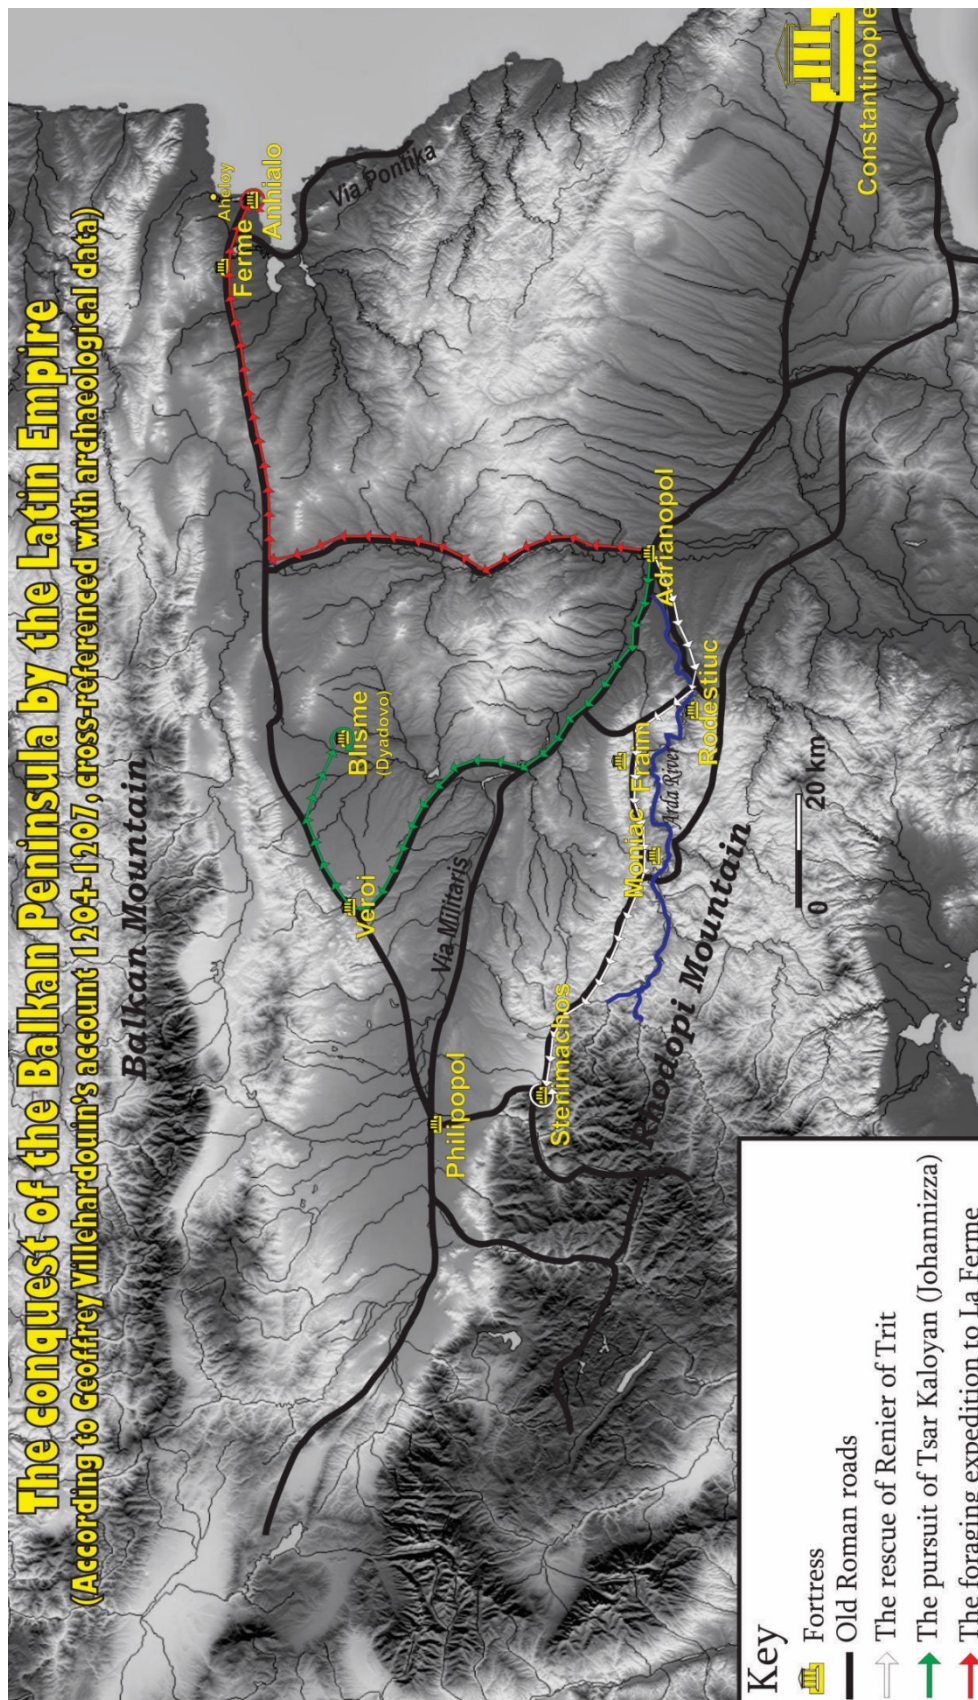 The conquest of the Balkan Peninsula by the Latin Empire
(According to Geoffrey Villehardouin's account 1204-1207, cross-referenced with archaeological data)
Balkan Mountain
Aheloy
Ferme
Anhialo
Via Pontika
Blisme
(Dyadovo)
Veroi
Via Militaris
Philipopol
Adrianopol
Constantinople
Fraim
Arda River
Rodestiuc
Moniac
Stenimachos
Rhodopi Mountain
0 20 km
Key
Fortress
Old Roman roads
The rescue of Renier of Trit
The pursuit of Tsar Kaloyan (Johannizza)
The foraging expedition to La Ferme